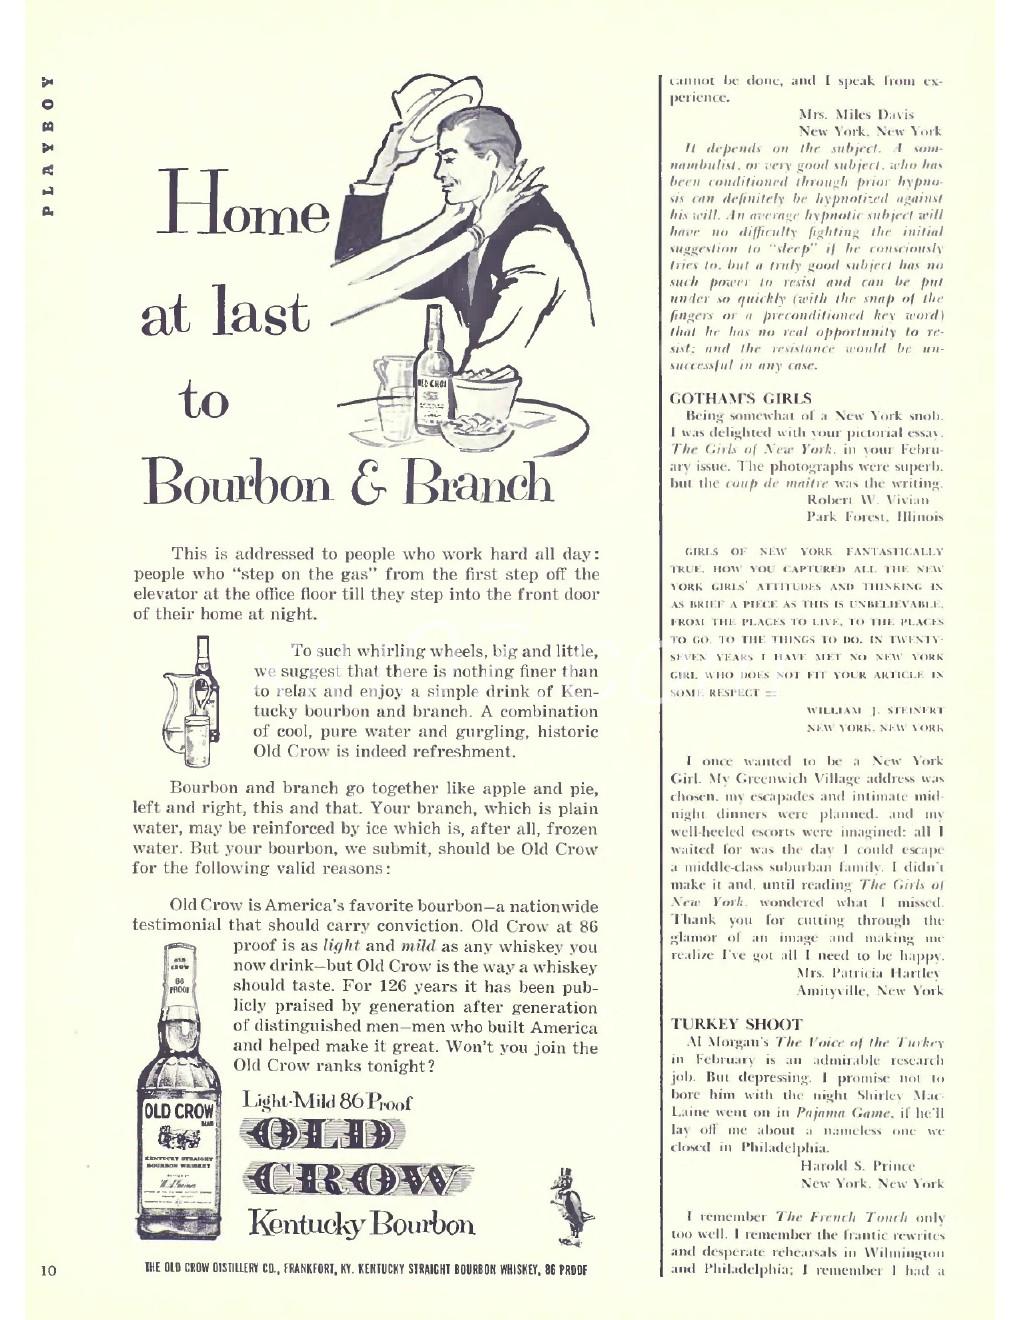 PLAYBOY
Home
at last
to
Bourbon & Branch
OLD CROW
This is addressed to people who work hard all day:
people who “step on the gas” from the first step off the
elevator at the office floor till they step into the front door
of their home at night.
To such whirling wheels, big and little,
we suggest that there is nothing finer than
to relax and enjoy a simple drink of Ken-
tucky bourbon and branch. A combination
of cool, pure water and gurgling, historic
Old Crow is indeed refreshment.
Bourbon and branch go together like apple and pie,
left and right, this and that. Your branch, which is plain
water, may be reinforced by ice which is, after all, frozen
water. But your bourbon, we submit, should be Old Crow
for the following valid reasons:
Old Crow is America's favorite bourbon—a nationwide
testimonial that should carry conviction. Old Crow at 86
proof is as light and mild as any whiskey you
now drink—but Old Crow is the way a whiskey
should taste. For 126 years it has been pub-
licly praised by generation after generation
of distinguished men—men who built America
and helped make it great. Won't you join the
Old Crow ranks tonight?
OLD
CROW
86
PROOF
OLD CROW
BRAND
KENTUCKY STRAIGHT
BOURBON WHISKEY
Light·Mild 86 Proof
OLD
CROW
Kentucky Bourbon
THE OLD CROW DISTILLERY CO., FRANKFORT, KY. KENTUCKY STRAIGHT BOURBON WHISKEY, 86 PROOF
10
cannot be done, and I speak from ex-
perience.
Mrs. Miles Davis
New York, New York
It depends on the subject. A som-
nambulist, or very good subject, who has
been conditioned through prior hypno-
sis can definitely be hypnotized against
his will. An average hypnotic subject will
have no difficulty fighting the initial
suggestion to “sleep” if he consciously
tries to, but a truly good subject has no
such power to resist and can be put
under so quickly (with the snap of the
fingers or a preconditioned key word)
that he has no real opportunity to re-
sist; and the resistance would be un-
successful in any case.
GOTHAM'S GIRLS
Being somewhat of a New York snob,
I was delighted with your pictorial essay,
The Girls of New York, in your Febru-
ary issue. The photographs were superb,
but the coup de maitre was the writing.
Robert W. Vivian
Park Forest, Illinois
GIRLS OF NEW YORK FANTASTICALLY
TRUE. HOW YOU CAPTURED ALL THE NEW
YORK GIRLS' ATTITUDES AND THINKING IN
AS BRIEF A PIECE AS THIS IS UNBELIEVABLE.
FROM THE PLACES TO LIVE, TO THE PLACES
TO GO, TO THE THINGS TO DO. IN TWENTY-
SEVEN YEARS I HAVE MET NO NEW YORK
GIRL WHO DOES NOT FIT YOUR ARTICLE IN
SOME RESPECT =
WILLIAM J. STEINERT
NEW YORK, NEW YORK
I once wanted to be a New York
Girl. My Greenwich Village address was
chosen, my escapades and intimate mid-
night dinners were planned, and my
well-heeled escorts were imagined; all I
waited for was the day I could escape
a middle-class suburban family. I didn't
make it and, until reading The Girls of
New York, wondered what I missed.
Thank you for cutting through the
glamor of an image and making me
realize I've got all I need to be happy.
Mrs. Patricia Hartley
Amityville, New York
TURKEY SHOOT
Al Morgan's The Voice of the Turkey
in February is an admirable research
job. But depressing. I promise not to
bore him with the night Shirley Mac-
Laine went on in Pajama Game, if he'll
lay off me about a nameless one we
closed in Philadelphia.
Harold S. Prince
New York, New York
I remember The French Touch only
too well. I remember the frantic rewrites
and desperate rehearsals in Wilmington
and Philadelphia; I remember I had a